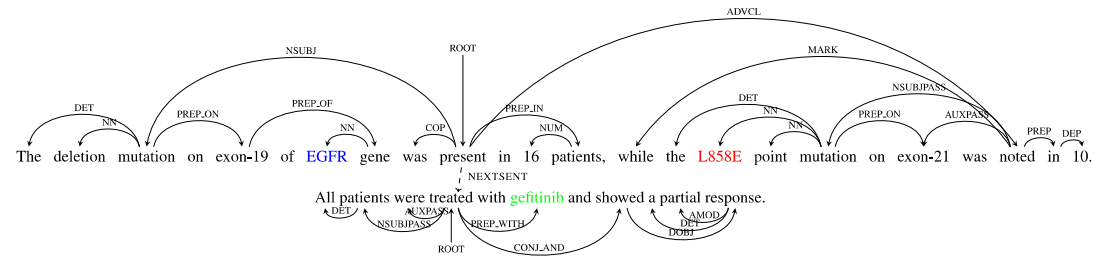 ADVCL
ROOT
NSUBJ MARK
DET NN PREP_ON PREP_OF NN COP PREP_IN NUM DET NN NN NSUBJPASS PREP_ON AUXPASS PREP DEP
The deletion mutation on exon-19 of EGFR gene was present in 16 patients, while the L858E point mutation on exon-21 was noted in 10.
NEXTSENT
All patients were treated with gefitinib and showed a partial response.
DET NSUBJPASS AUXPASS PREP_WITH AMOD DET DOBJ
ROOT CONJ_AND